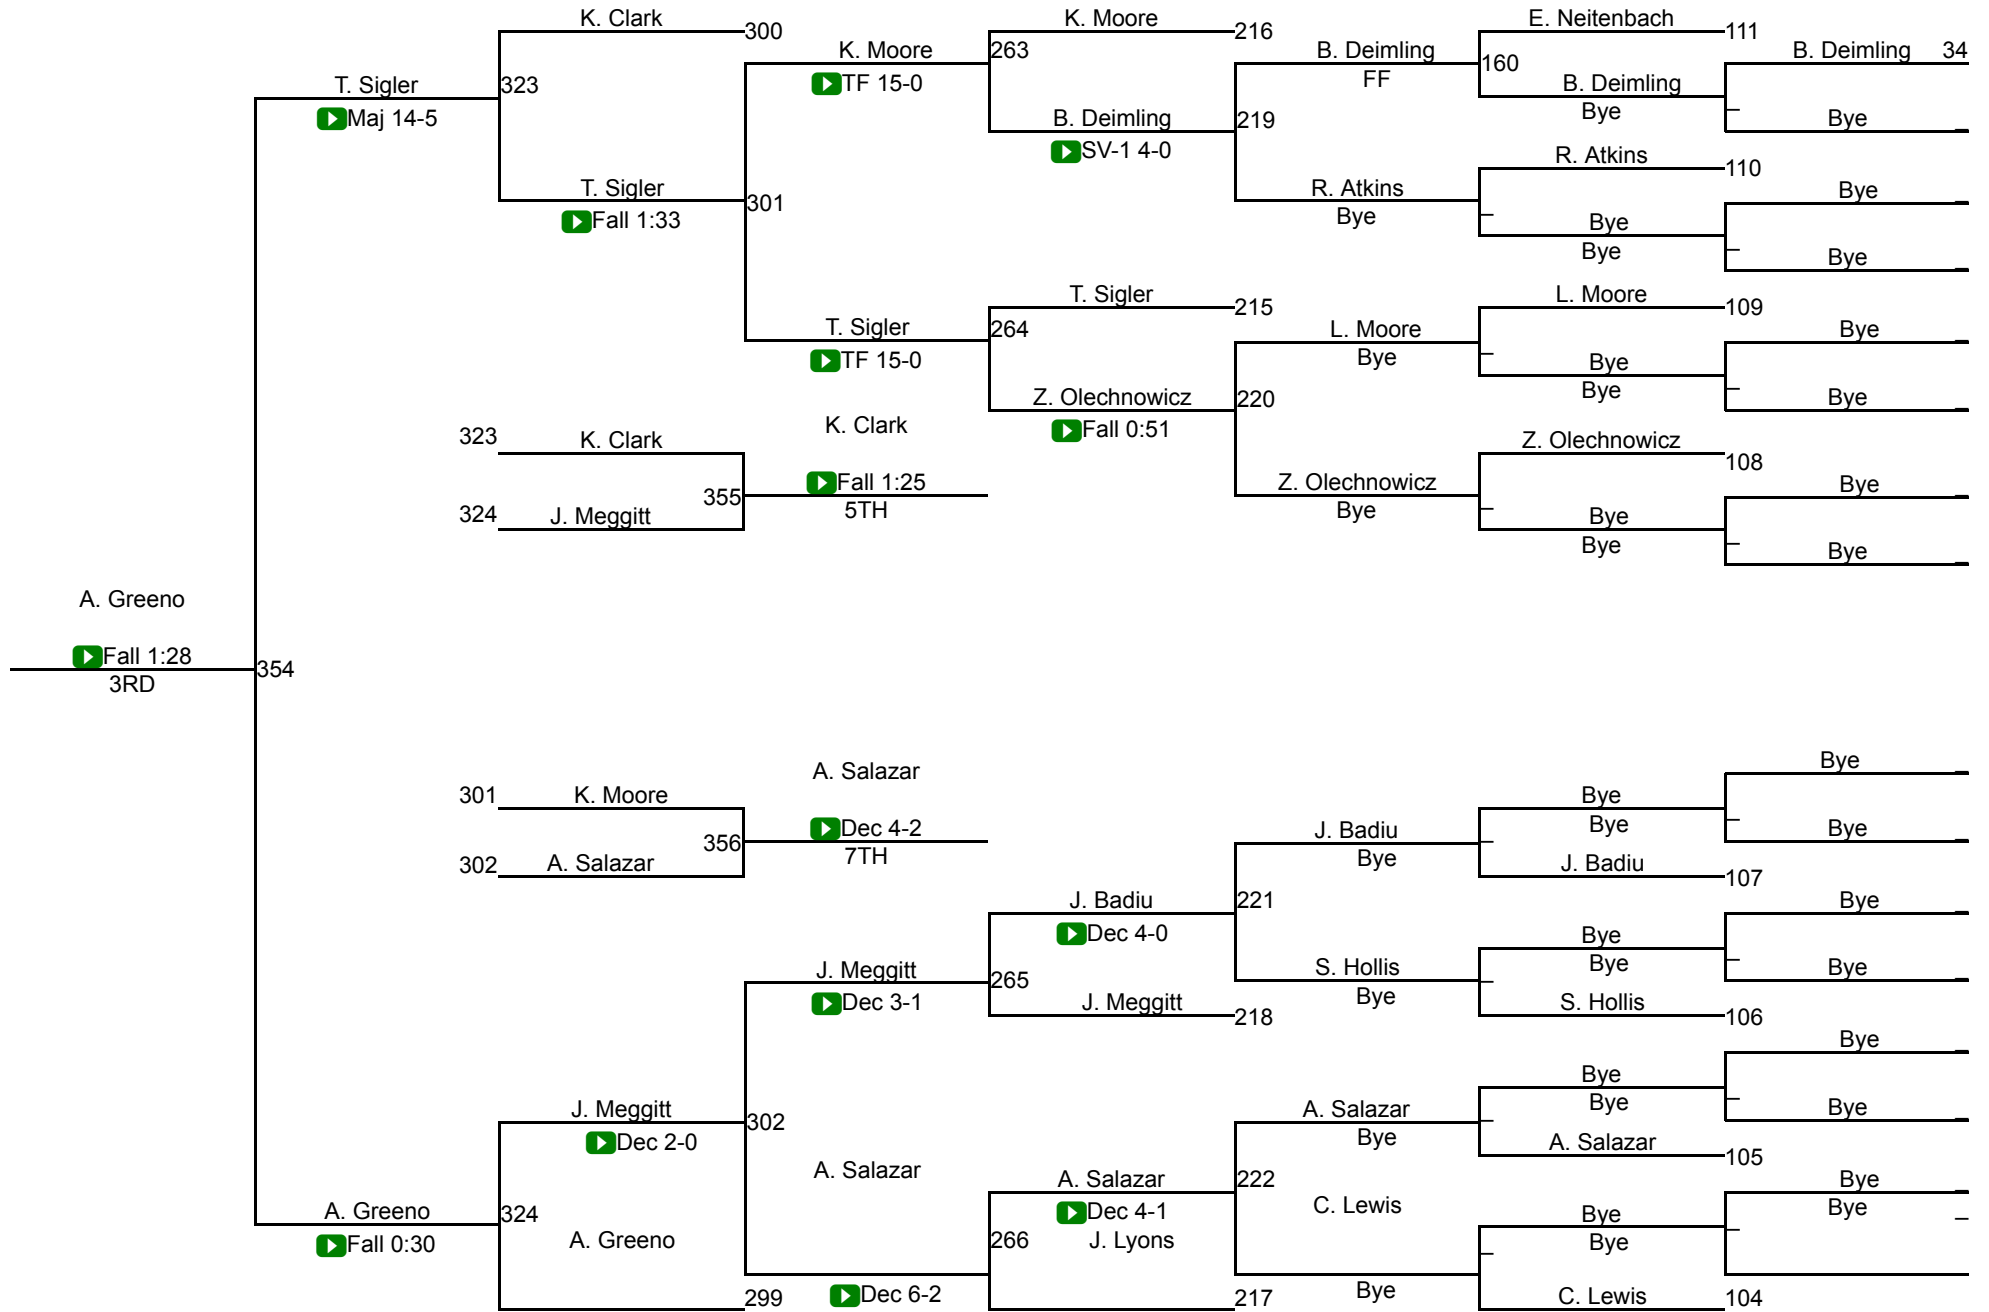 K. Clark
K. Moore
E. Neitenbach
300
216
111
K. Moore
263
B. Deimling
B. Deimling 34
TF 15-0
FF
160
T. Sigler
323
B. Deimling
Maj 14-5
B. Deimling
219
Bye
Bye
SV-1 4-0
R. Atkins
110
T. Sigler
301
R. Atkins
Bye
Fall 1:33
Bye
Bye
Bye
Bye
T. Sigler
215
L. Moore
109
T. Sigler
264
L. Moore
Bye
TF 15-0
Bye
Bye
Bye
Bye
Z. Olechnowicz
220
K. Clark
Fall 0:51
323
K. Clark
Z. Olechnowicz
108
Fall 1:25
Z. Olechnowicz
Bye
355
5TH
Bye
324
J. Meggitt
Bye
Bye
Bye
A. Greeno
Fall 1:28
354
3RD
Bye
A. Salazar
301
K. Moore
Bye
Dec 4-2
J. Badiu
Bye
Bye
356
7TH
Bye
302
A. Salazar
J. Badiu
107
J. Badiu
221
Bye
Dec 4-0
Bye
J. Meggitt
S. Hollis
Bye
Bye
265
Dec 3-1
J. Meggitt
218
Bye
S. Hollis
106
Bye
Bye
J. Meggitt
302
A. Salazar
Bye
Bye
Dec 2-0
Bye
A. Salazar
105
A. Salazar
A. Salazar
222
Bye
A. Greeno
324
Dec 4-1
C. Lewis
Bye
Bye
Fall 0:30
A. Greeno
266
J. Lyons
Bye
299
Dec 6-2
217
Bye
C. Lewis
104